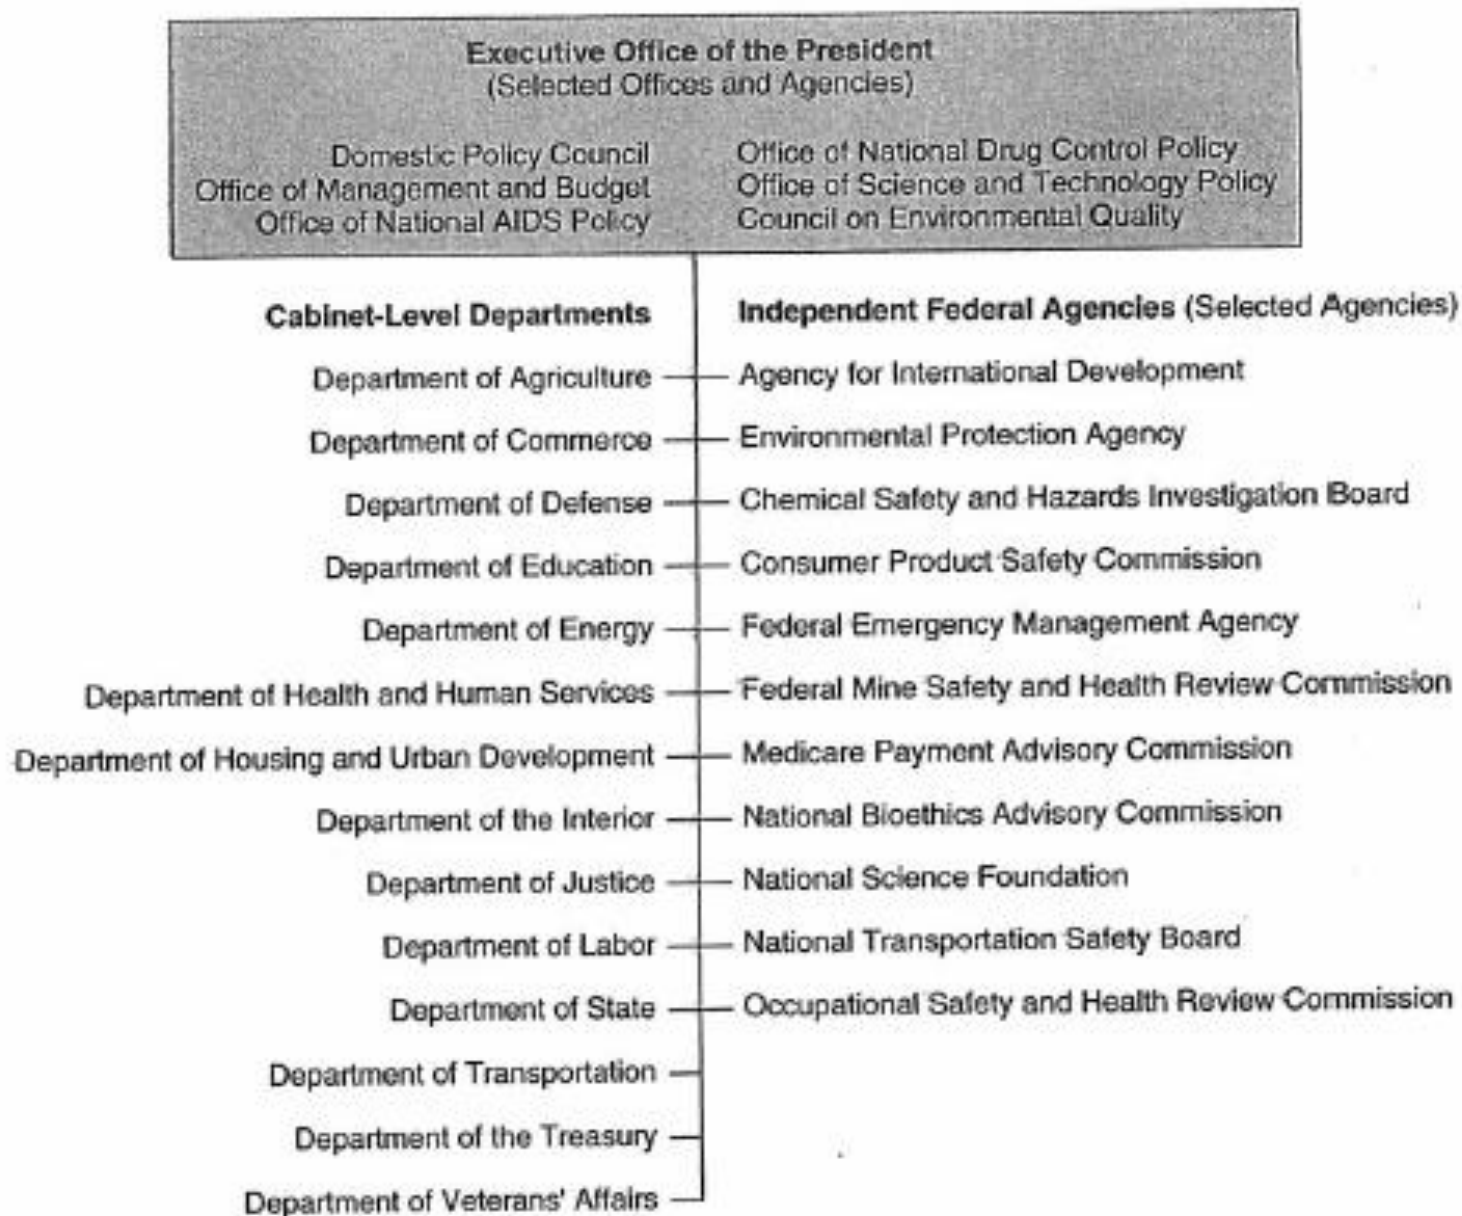 Executive Office of the President
(Selected Offices and Agencies)
Domestic Policy Council
Office of Management and Budget
Office of National AIDS Policy
Office of National Drug Control Policy
Office of Science and Technology Policy
Council on Environmental Quality
Cabinet-Level Departments
Department of Agriculture
Department of Commerce
Department of Defense
Department of Education
Department of Energy
Department of Health and Human Services
Department of Housing and Urban Development
Department of the Interior
Department of Justice
Department of Labor
Department of State
Department of Transportation
Department of the Treasury
Department of Veterans' Affairs
Independent Federal Agencies (Selected Agencies)
Agency for International Development
Environmental Protection Agency
Chemical Safety and Hazards Investigation Board
Consumer Product Safety Commission
Federal Emergency Management Agency
Federal Mine Safety and Health Review Commission
Medicare Payment Advisory Commission
National Bioethics Advisory Commission
National Science Foundation
National Transportation Safety Board
Occupational Safety and Health Review Commission